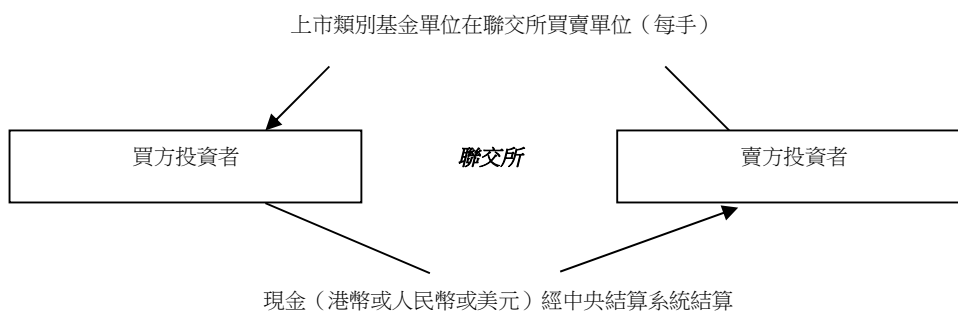 上市類別基金單位在聯交所買賣單位（每手）
買方投資者
聯交所
賣方投資者
現金（港幣或人民幣或美元）經中央結算系統結算